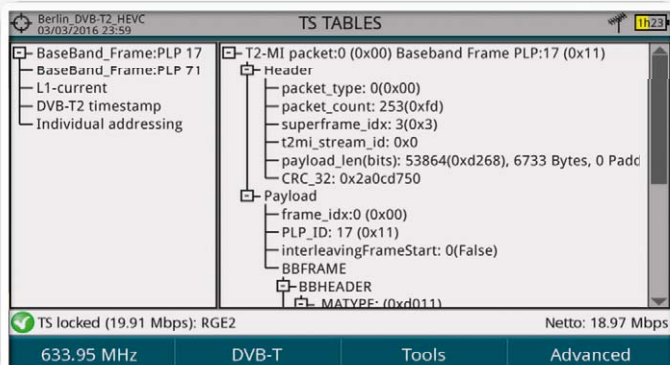 Berlin_DVB-T2_HEVC
03/03/2016 23:59
TS TABLES
1h23
BaseBand_Frame:PLP 17
BaseBand_Frame:PLP 71
L1-current
DVB-T2 timestamp
Individual addressing
T2-MI packet:0 (0x00) Baseband Frame PLP:17 (0x11)
Header
packet_type: 0(0x00)
packet_count: 253(0xfd)
superframe_idx: 3(0x3)
t2mi_stream_id: 0x0
payload_len(bits): 53864(0xd268), 6733 Bytes, 0 Padd
CRC_32: 0x2a0cd750
Payload
frame_idx:0 (0x00)
PLP_ID: 17 (0x11)
interleavingFrameStart: 0(False)
BBFRAME
BBHEADER
MATYPE: (0xd011)
TS locked (19.91 Mbps): RGE2
Netto: 18.97 Mbps
633.95 MHz
DVB-T
Tools
Advanced